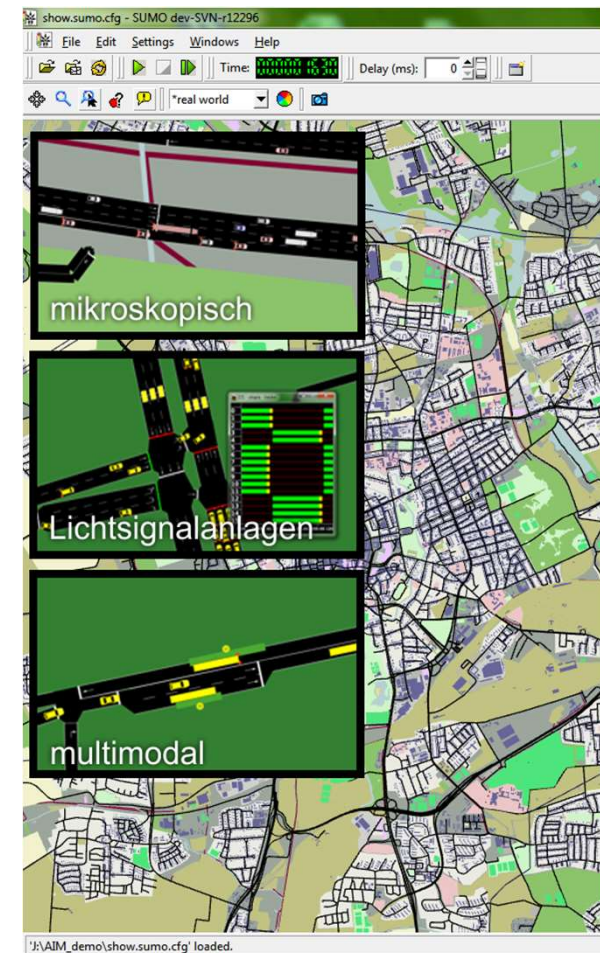 show.sumo.cfg - SUMO dev-SVN-r12296
File Edit Settings Windows Help
Time: Delay (ms): 0
*real world
mikroskopisch
Lichtsignalanlagen
multimodal
'J:\AIM_demo\show.sumo.cfg' loaded.